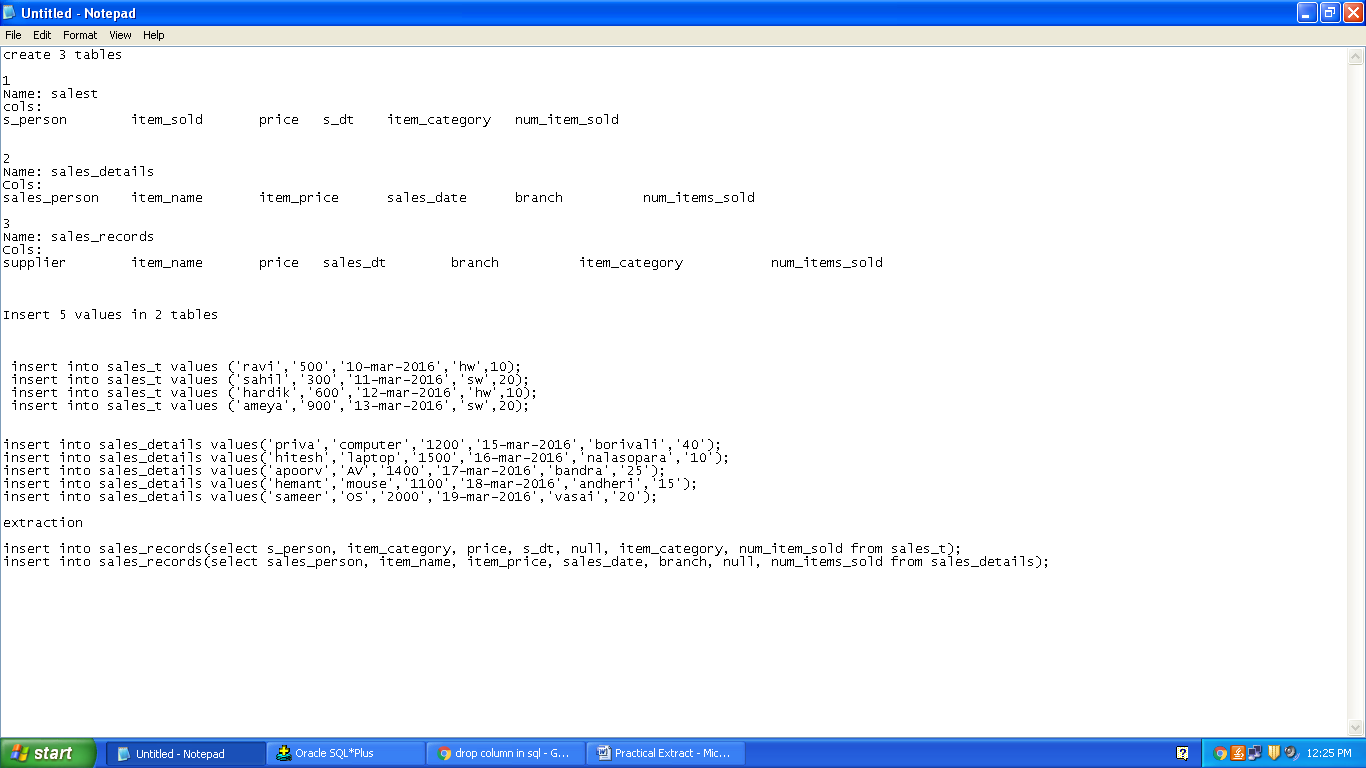 Untitled - Notepad
File Edit Format View Help
create 3 tables
1
Name: salest
cols:
s_person item_sold price s_dt item_category num_item_sold
2
Name: sales_details
Cols:
sales_person item_name item_price sales_date branch num_items_sold
3
Name: sales_records
Cols:
supplier item_name price sales_dt branch item_category num_items_sold
Insert 5 values in 2 tables
insert into sales_t values ('ravi','500','10-mar-2016','hw',10);
insert into sales_t values ('sahil','300','11-mar-2016','sw',20);
insert into sales_t values ('hardik','600','12-mar-2016','hw',10);
insert into sales_t values ('ameya','900','13-mar-2016','sw',20);
insert into sales_details values('priva','computer','1200','15-mar-2016','borivali','40');
insert into sales_details values('hitesh','laptop','1500','16-mar-2016','nalasopara','10');
insert into sales_details values('apoorv','AV','1400','17-mar-2016','bandra','25');
insert into sales_details values('hemant','mouse','1100','18-mar-2016','andheri','15');
insert into sales_details values('sameer','OS','2000','19-mar-2016','vasai','20');
extraction
insert into sales_records(select s_person, item_category, price, s_dt, null, item_category, num_item_sold from sales_t);
insert into sales_records(select sales_person, item_name, item_price, sales_date, branch, null, num_items_sold from sales_details);
start Untitled - Notepad Oracle SQL*Plus drop column in sql - G... Practical Extract - Mic... 12:25 PM